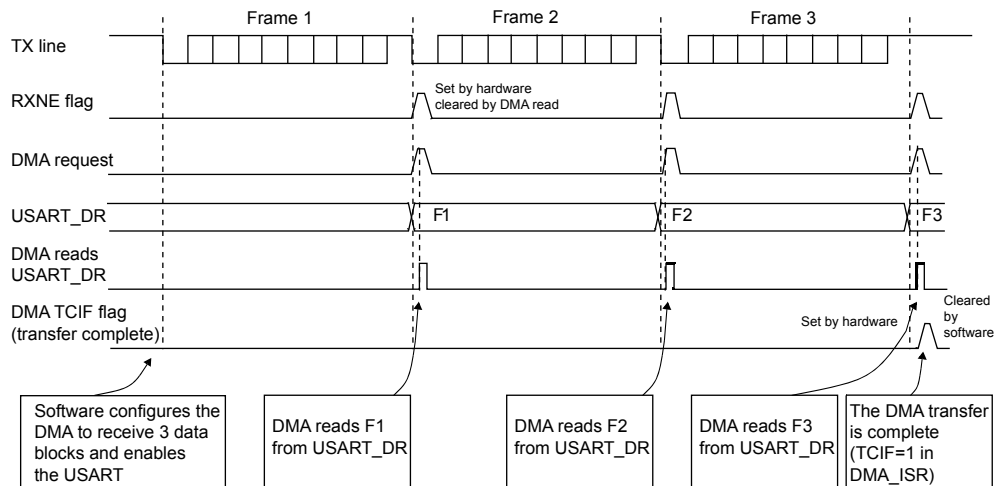 Frame 1
Frame 2
Frame 3
TX line
RXNE flag
Set by hardware
cleared by DMA read
DMA request
USART_DR
F1
F2
F3
DMA reads
USART_DR
DMA TCIF flag
(transfer complete)
Set by hardware
Cleared
by
software
Software configures the
DMA to receive 3 data
blocks and enables
the USART
DMA reads F1
from USART_DR
DMA reads F2
from USART_DR
DMA reads F3
from USART_DR
The DMA transfer
is complete
(TCIF=1 in
DMA_ISR)